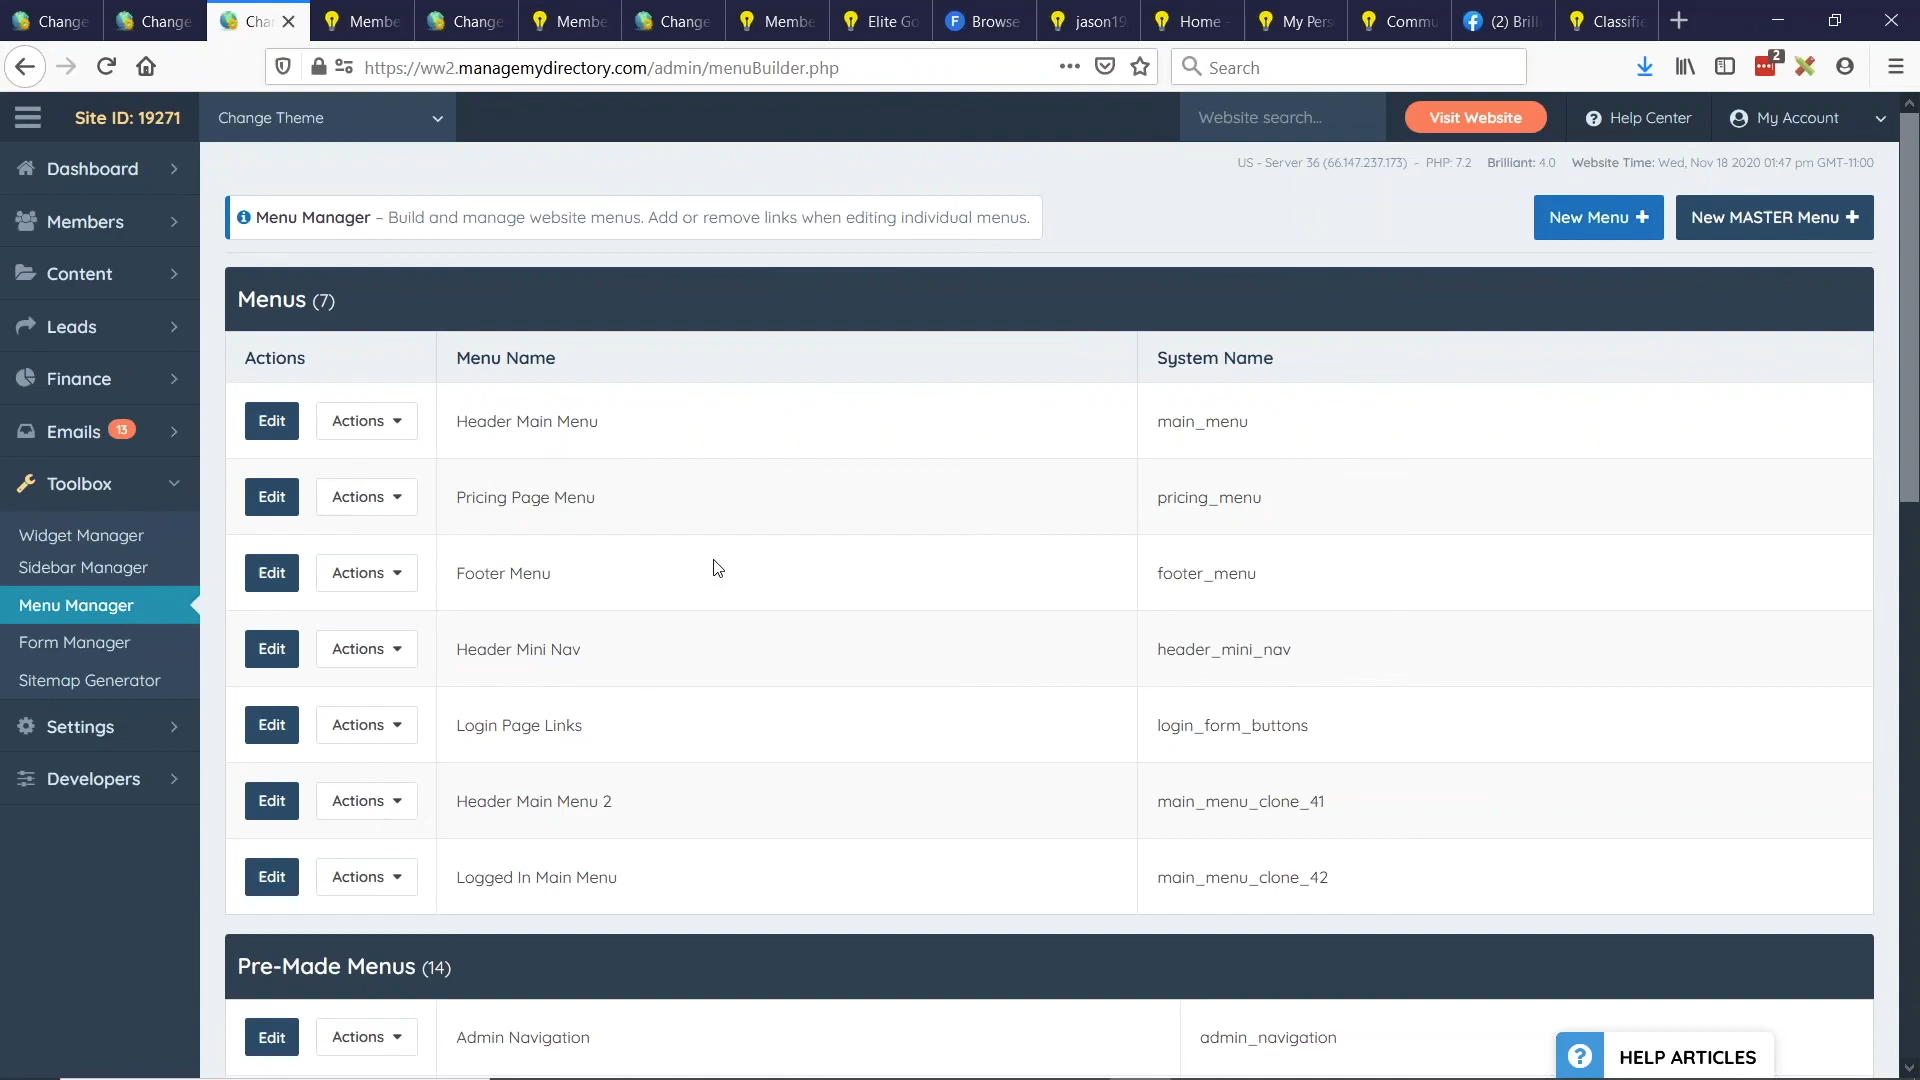 Change
Change
Cha
Membe
Change
Membe
Change
Membe
Elite Go
Browse
jason19
Home
My Pers
Commu
(2) Brill
Classifie
https://ww2.managemydirectory.com/admin/menuBuilder.php
Search
2
Site ID: 19271
Change Theme
Website search...
Visit Website
Help Center
My Account
US - Server 36 (66.147.237.173) - PHP: 7.2 Brilliant: 4.0 Website Time: Wed, Nov 18 2020 01:47 pm GMT-11:00
Dashboard
Members
Content
Leads
Finance
Emails 13
Toolbox
Widget Manager
Sidebar Manager
Menu Manager
Form Manager
Sitemap Generator
Settings
Developers
Menu Manager – Build and manage website menus. Add or remove links when editing individual menus.
New Menu
New MASTER Menu
Menus (7)
Actions Menu Name System Name
Edit Actions Header Main Menu main_menu
Edit Actions Pricing Page Menu pricing_menu
Edit Actions Footer Menu footer_menu
Edit Actions Header Mini Nav header_mini_nav
Edit Actions Login Page Links login_form_buttons
Edit Actions Header Main Menu 2 main_menu_clone_41
Edit Actions Logged In Main Menu main_menu_clone_42
Pre-Made Menus (14)
Edit Actions Admin Navigation admin_navigation
HELP ARTICLES